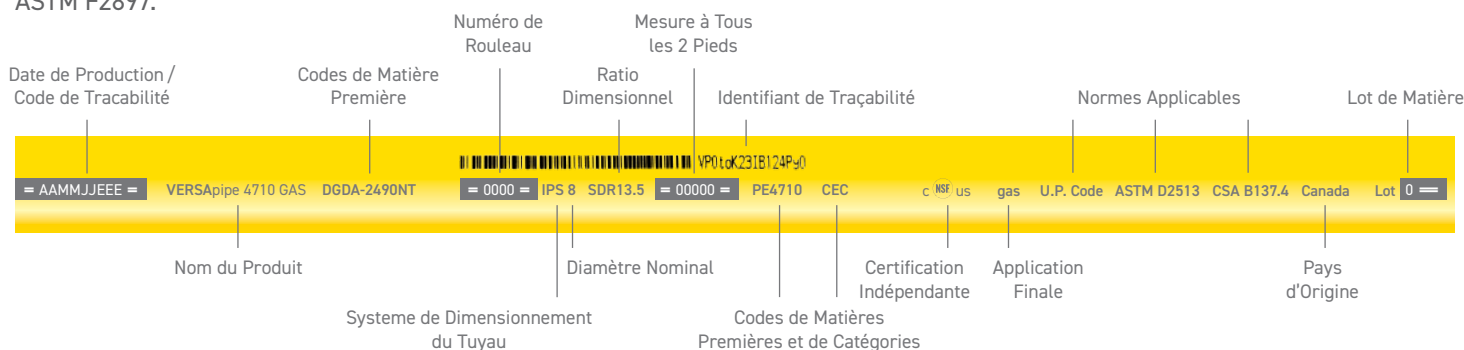 ASTM F2897.
Numéro de
Rouleau
Mesure à Tous
les 2 Pieds
Date de Production /
Code de Tracabilité
Codes de Matière
Première
Ratio
Dimensionnel
Identifiant de Traçabilité
Normes Applicables
Lot de Matière
VP0toK23IB124Py0
= AAMMJJEEE = VERSApipe 4710 GAS DGDA-2490NT = 0000 = IPS 8 SDR13.5 = 00000 = PE4710 CEC c NSF us gas U.P. Code ASTM D2513 CSA B137.4 Canada Lot 0 ==
Nom du Produit
Diamètre Nominal
Certification
Indépendante
Application
Finale
Pays
d'Origine
Systeme de Dimensionnement
du Tuyau
Codes de Matières
Premières et de Catégories